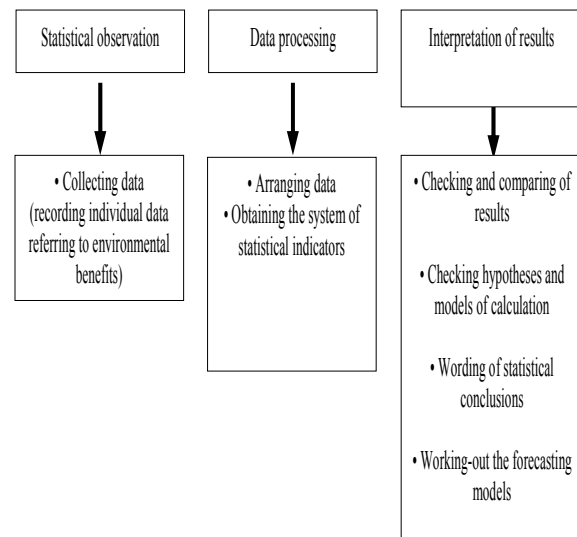 Statistical observation
Data processing
Interpretation of results
• Collecting data
(recording individual data
referring to environmental
benefits)
• Arranging data
• Obtaining the system of
statistical indicators
• Checking and comparing of
results
• Checking hypotheses and
models of calculation
• Wording of statistical
conclusions
• Working-out the forecasting
models